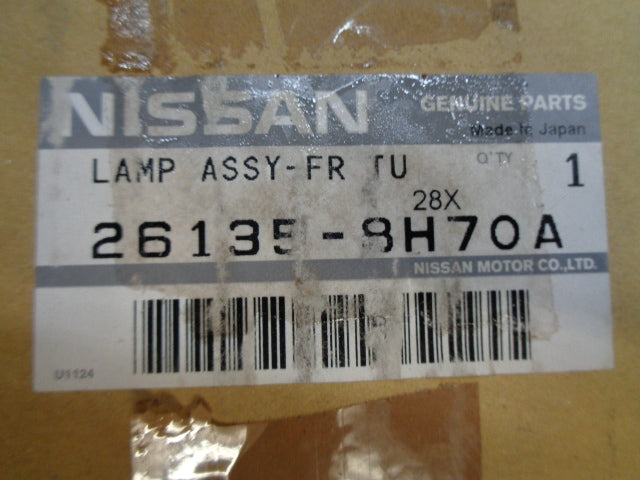 NISSAN GENUINE PARTS
Made in Japan
LAMP ASSY-FR TU Q'TY 1
28X
26135-8H70A
NISSAN MOTOR CO.,LTD.
U1124